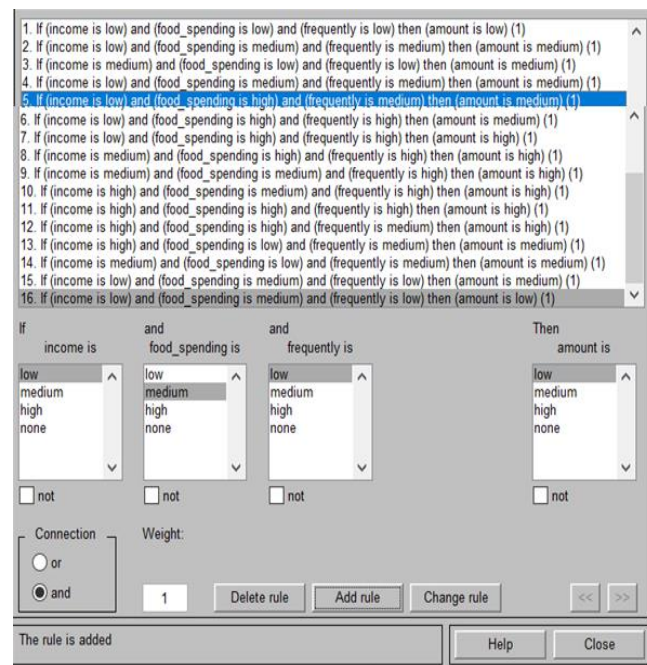 1. If (income is low) and (food_spending is low) and (frequently is low) then (amount is low) (1)
2. If (income is low) and (food_spending is medium) and (frequently is medium) then (amount is medium) (1)
3. If (income is medium) and (food_spending is low) and (frequently is low) then (amount is low) (1)
4. If (income is low) and (food_spending is medium) and (frequently is medium) then (amount is medium) (1)
5. If (income is low) and (food_spending is high) and (frequently is medium) then (amount is medium) (1)
6. If (income is low) and (food_spending is high) and (frequently is high) then (amount is medium) (1)
7. If (income is low) and (food_spending is high) and (frequently is high) then (amount is high) (1)
8. If (income is medium) and (food_spending is high) and (frequently is high) then (amount is high) (1)
9. If (income is medium) and (food_spending is medium) and (frequently is high) then (amount is high) (1)
10. If (income is high) and (food_spending is medium) and (frequently is high) then (amount is high) (1)
11. If (income is high) and (food_spending is high) and (frequently is high) then (amount is high) (1)
12. If (income is high) and (food_spending is high) and (frequently is medium) then (amount is high) (1)
13. If (income is high) and (food_spending is low) and (frequently is medium) then (amount is medium) (1)
14. If (income is medium) and (food_spending is low) and (frequently is medium) then (amount is medium) (1)
15. If (income is low) and (food_spending is low) and (frequently is medium) then (amount is medium) (1)
16. If (income is low) and (food_spending is medium) and (frequently is low) then (amount is low) (1)
If and and Then
income is food_spending is frequently is amount is
low low low low
medium medium medium medium
high high high high
none none none none
not not not not
Connection Weight:
or
and 1 Delete rule Add rule Change rule << >>
The rule is added Help Close